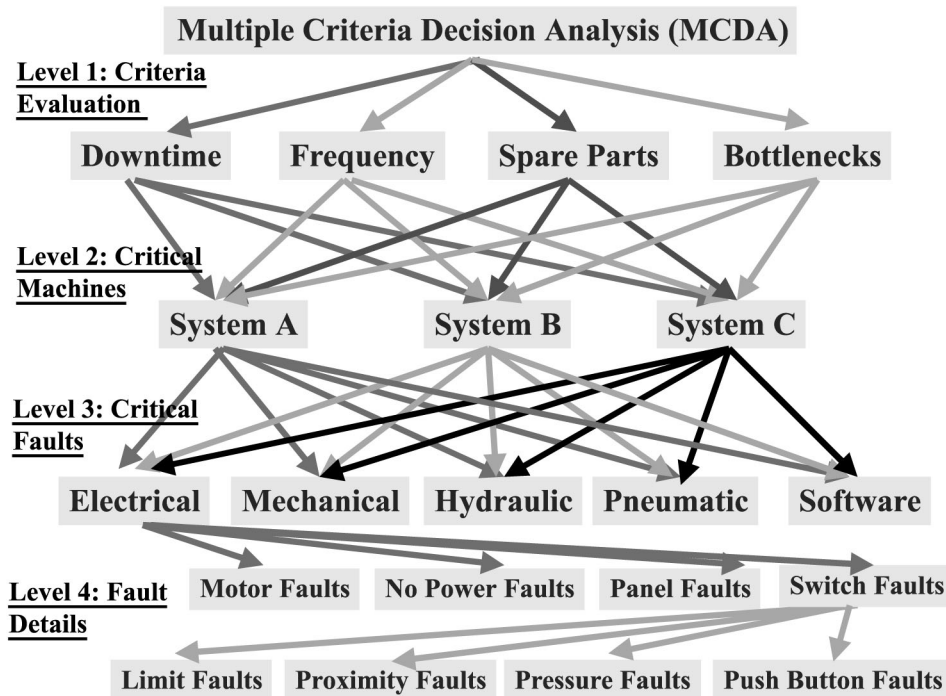 Multiple Criteria Decision Analysis (MCDA)
Level 1: Criteria
Evaluation
Downtime
Frequency
Spare Parts
Bottlenecks
Level 2: Critical
Machines
System A
System B
System C
Level 3: Critical
Faults
Electrical
Mechanical
Hydraulic
Pneumatic
Software
Level 4: Fault
Details
Motor Faults
No Power Faults
Panel Faults
Switch Faults
Limit Faults
Proximity Faults
Pressure Faults
Push Button Faults